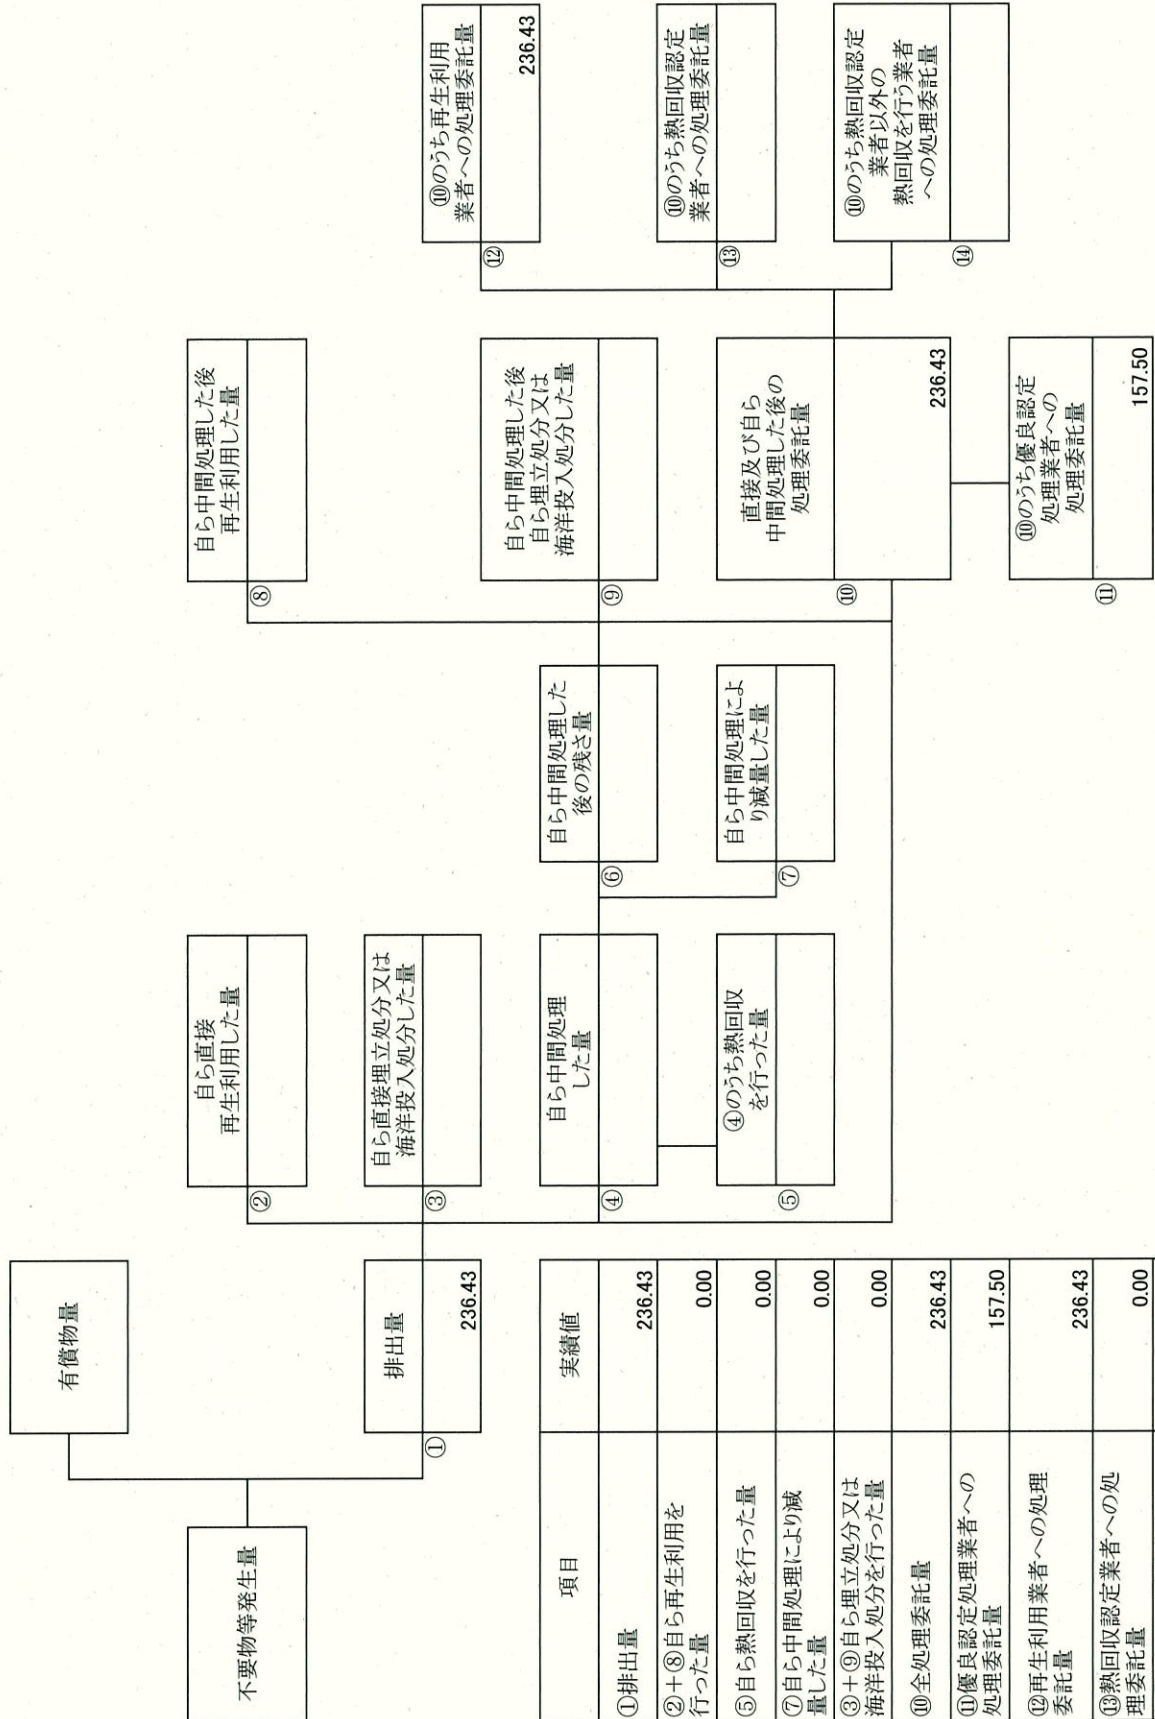 有償物量
不要物等発生量
排出量
①
236.43
自ら直接
再生利用した量
②
自ら直接埋立処分又は
海洋投入処分した量
③
自ら中間処理
した量
④
④のうち熱回収
を行った量
⑤
自ら中間処理した
後の残さ量
⑥
自ら中間処理によ
り減量した量
⑦
自ら中間処理した後
再生利用した量
⑧
自ら中間処理した後
自ら埋立処分又は
海洋投入処分した量
⑨
直接及び自ら
中間処理した後の
処理委託量
⑩
236.43
⑩のうち優良認定
処理業者への
処理委託量
⑪
157.50
⑩のうち再生利用
業者への処理委託量
⑫
236.43
⑩のうち熱回収認定
業者への処理委託量
⑬
⑩のうち熱回収認定
業者以外の
熱回収を行う業者
への処理委託量
⑭
項目 実績値
①排出量 236.43
②+⑧自ら再生利用を
行った量 0.00
⑤自ら熱回収を行った量 0.00
⑦自ら中間処理により減
量した量 0.00
③+⑨自ら埋立処分又は
海洋投入処分を行った量 0.00
⑩全処理委託量 236.43
⑪優良認定処理業者への
処理委託量 157.50
⑫再生利用業者への処理
委託量 236.43
⑬熱回収認定業者への処
理委託量 0.00